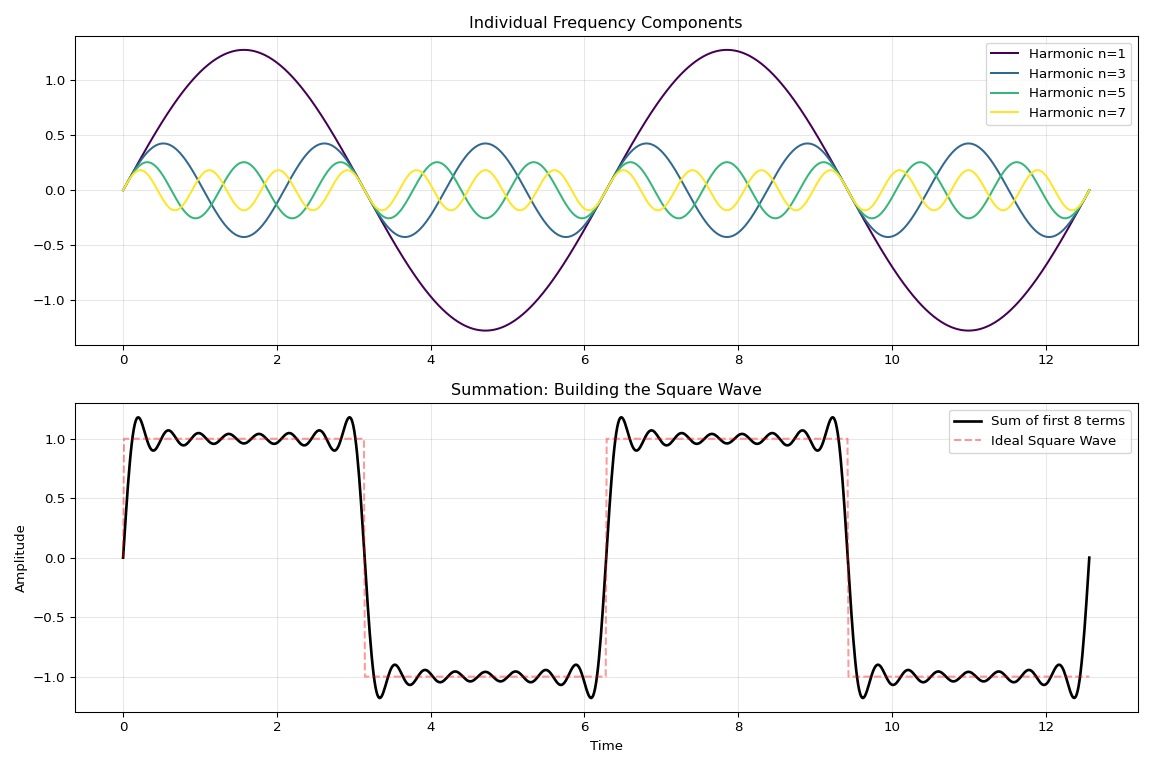 Individual Frequency Components
Harmonic n=1
Harmonic n=3
Harmonic n=5
Harmonic n=7
1.0
0.5
0.0
−0.5
−1.0
0 2 4 6 8 10 12
Summation: Building the Square Wave
Sum of first 8 terms
Ideal Square Wave
Amplitude
1.0
0.5
0.0
−0.5
−1.0
0 2 4 6 8 10 12
Time